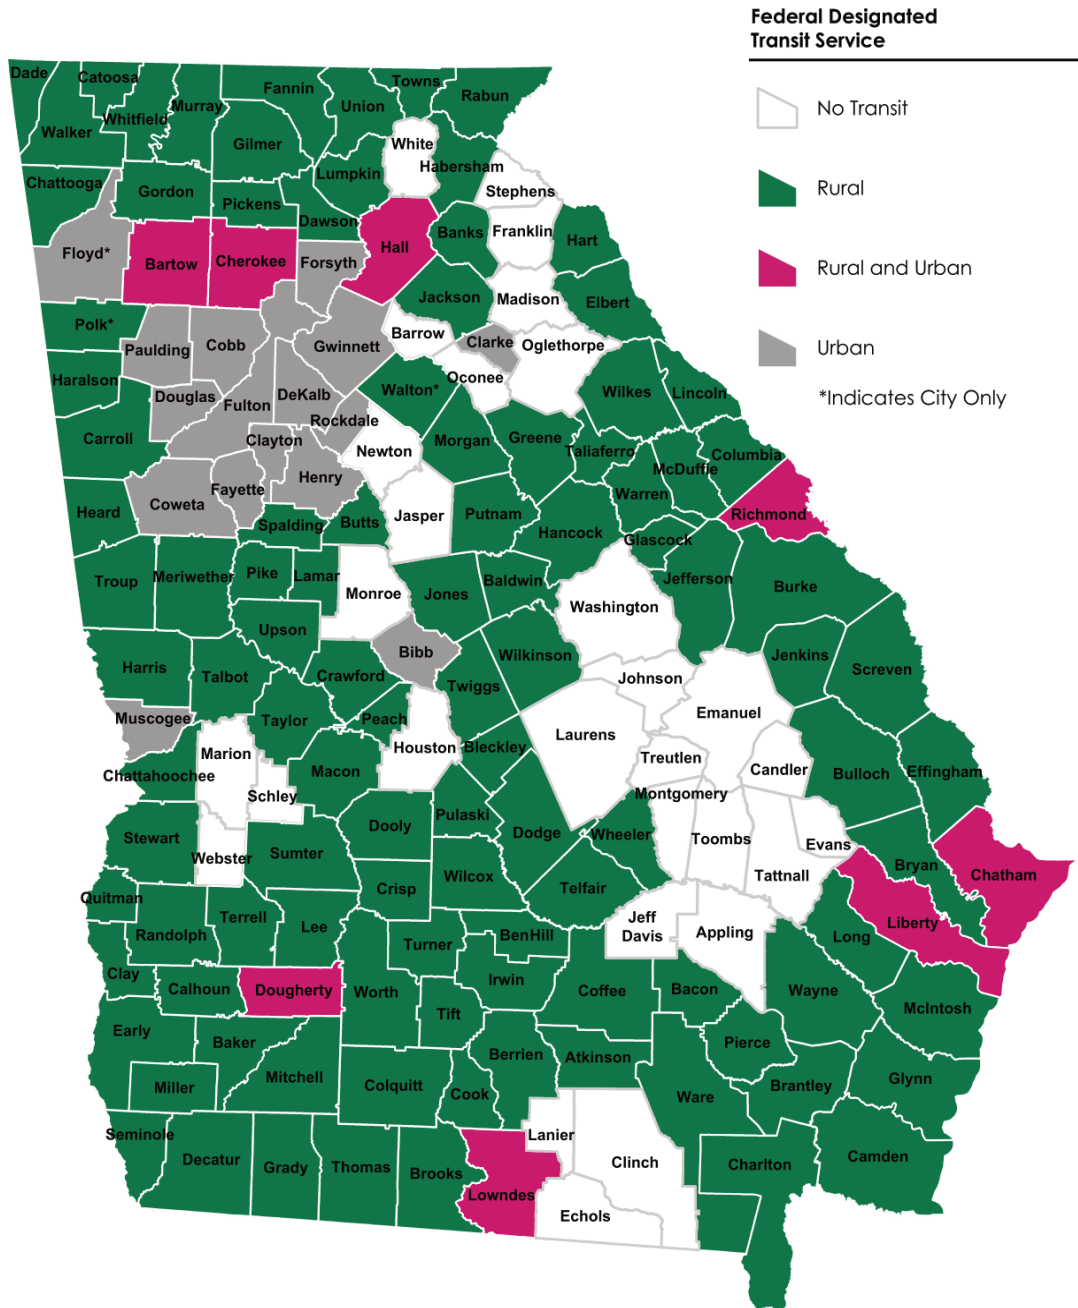 Federal Designated
Transit Service
No Transit
Rural
Rural and Urban
Urban
*Indicates City Only
Dade
Catoosa
Fannin
Towns
Rabun
Union
Murray
Whitfield
Walker
Gilmer
White
Habersham
Lumpkin
Stephens
Chattooga
Gordon
Pickens
Dawson
Banks
Franklin
Hart
Hall
Floyd*
Bartow
Cherokee
Forsyth
Jackson
Madison
Elbert
Polk*
Barrow
Clarke
Oglethorpe
Paulding
Cobb
Gwinnett
Oconee
Haralson
Douglas
Fulton
DeKalb
Walton*
Wilkes
Lincoln
Rockdale
Carroll
Clayton
Newton
Morgan
Greene
Taliaferro
Columbia
McDuffie
Henry
Fayette
Coweta
Warren
Heard
Spalding
Butts
Jasper
Putnam
Hancock
Richmond
Glascock
Troup
Meriwether
Pike
Lamar
Monroe
Jones
Baldwin
Jefferson
Burke
Washington
Upson
Bibb
Wilkinson
Jenkins
Screven
Harris
Talbot
Crawford
Twiggs
Johnson
Muscogee
Taylor
Peach
Emanuel
Marion
Houston
Bleckley
Laurens
Treutlen
Candler
Bulloch
Effingham
Chattahoochee
Macon
Schley
Montgomery
Pulaski
Dooly
Stewart
Webster
Sumter
Dodge
Wheeler
Toombs
Evans
Bryan
Chatham
Tattnall
Crisp
Wilcox
Telfair
Quitman
Randolph
Terrell
Lee
Turner
BenHill
Jeff
Davis
Appling
Long
Liberty
Clay
Calhoun
Dougherty
Worth
Irwin
Coffee
Bacon
Wayne
McIntosh
Tift
Early
Baker
Pierce
Berrien
Atkinson
Miller
Mitchell
Colquitt
Cook
Ware
Brantley
Glynn
Seminole
Lanier
Decatur
Grady
Thomas
Brooks
Clinch
Charlton
Camden
Lowndes
Echols